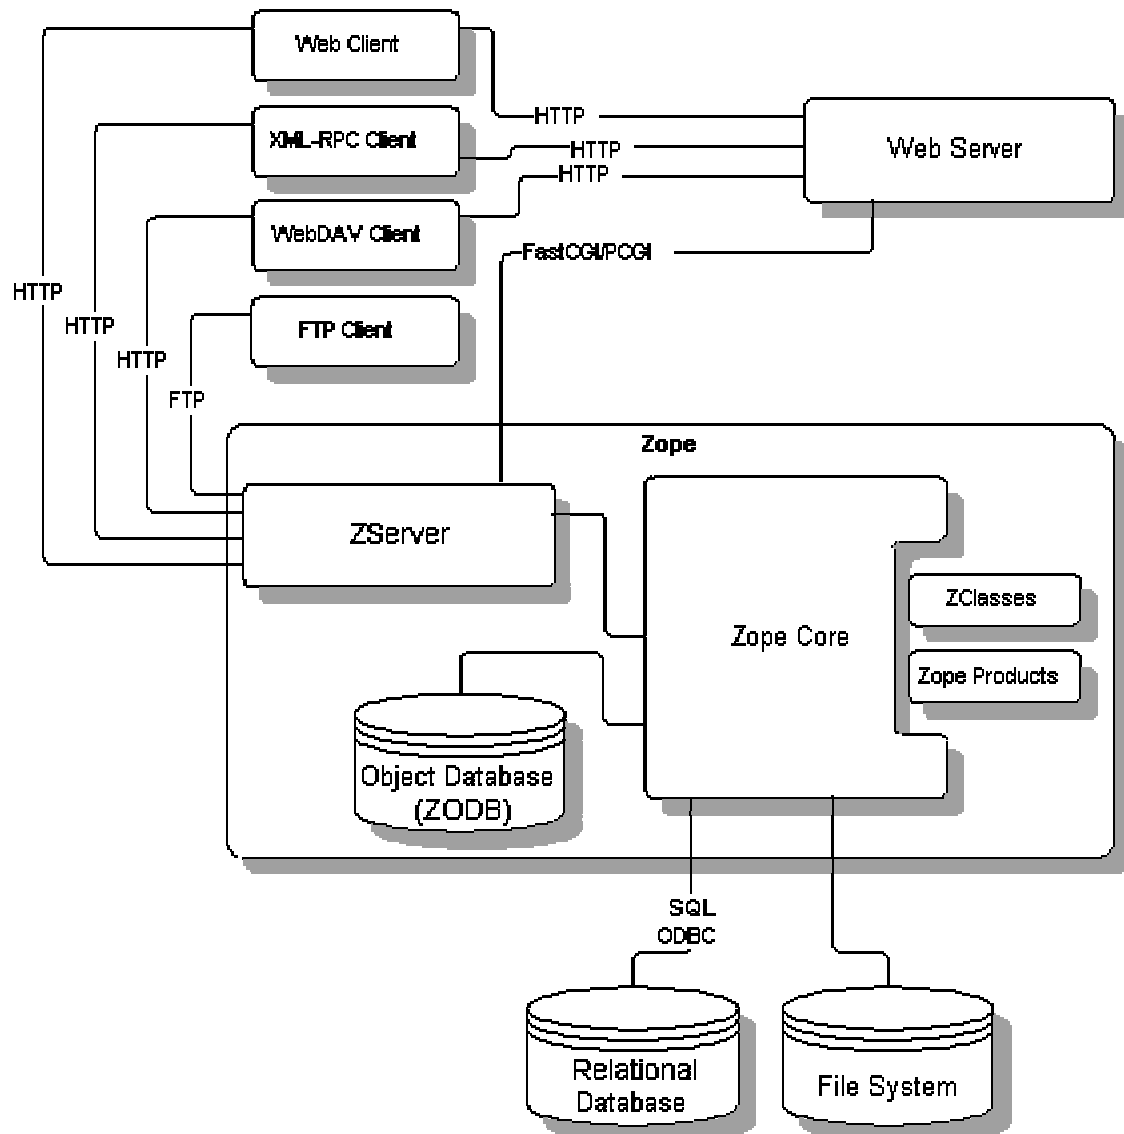 Web Client
HTTP
XML-RPC Client
HTTP
Web Server
HTTP
WebDAV Client
FastCGI/PCGI
HTTP
FTP Client
HTTP
HTTP
FTP
Zope
ZServer
ZClasses
Zope Core
Zope Products
Object Database
(ZODB)
SQL
ODBC
Relational
Database
File System